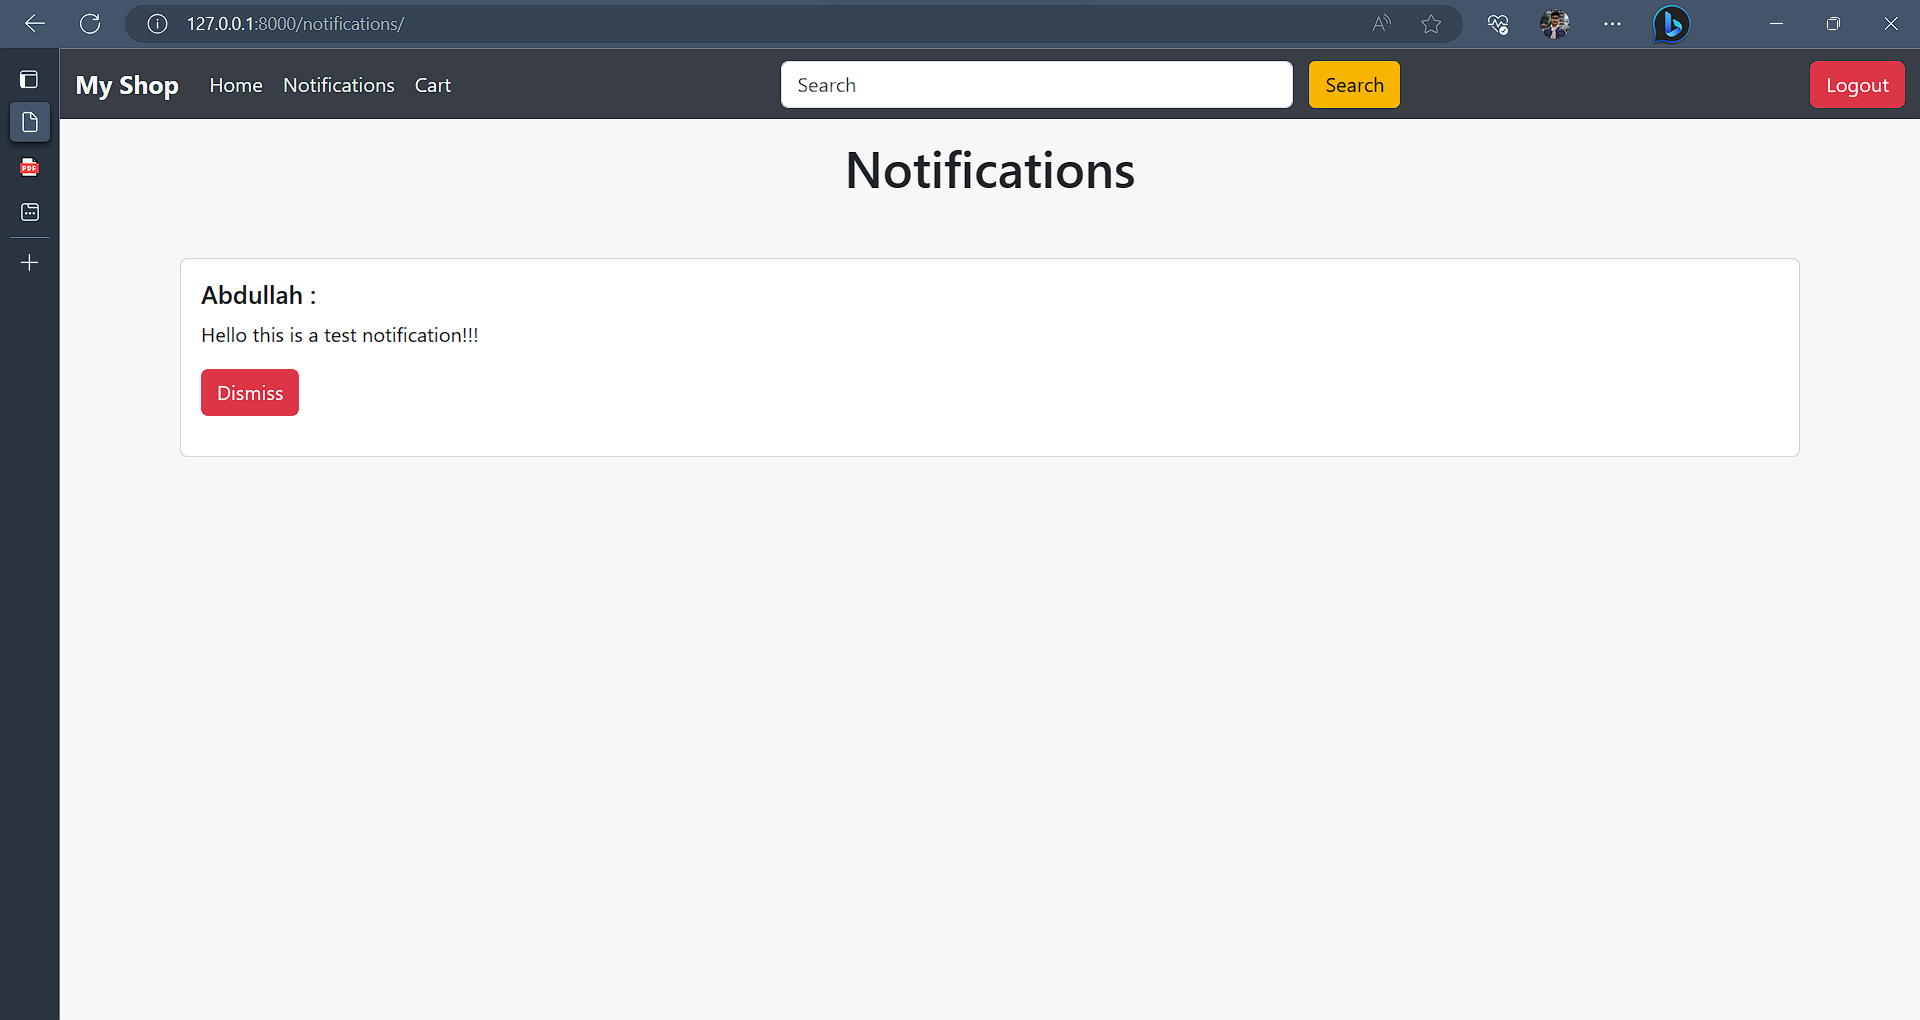 127.0.0.1:8000/notifications/
My Shop Home Notifications Cart Search Search Logout
Notifications
Abdullah :
Hello this is a test notification!!!
Dismiss
PDF